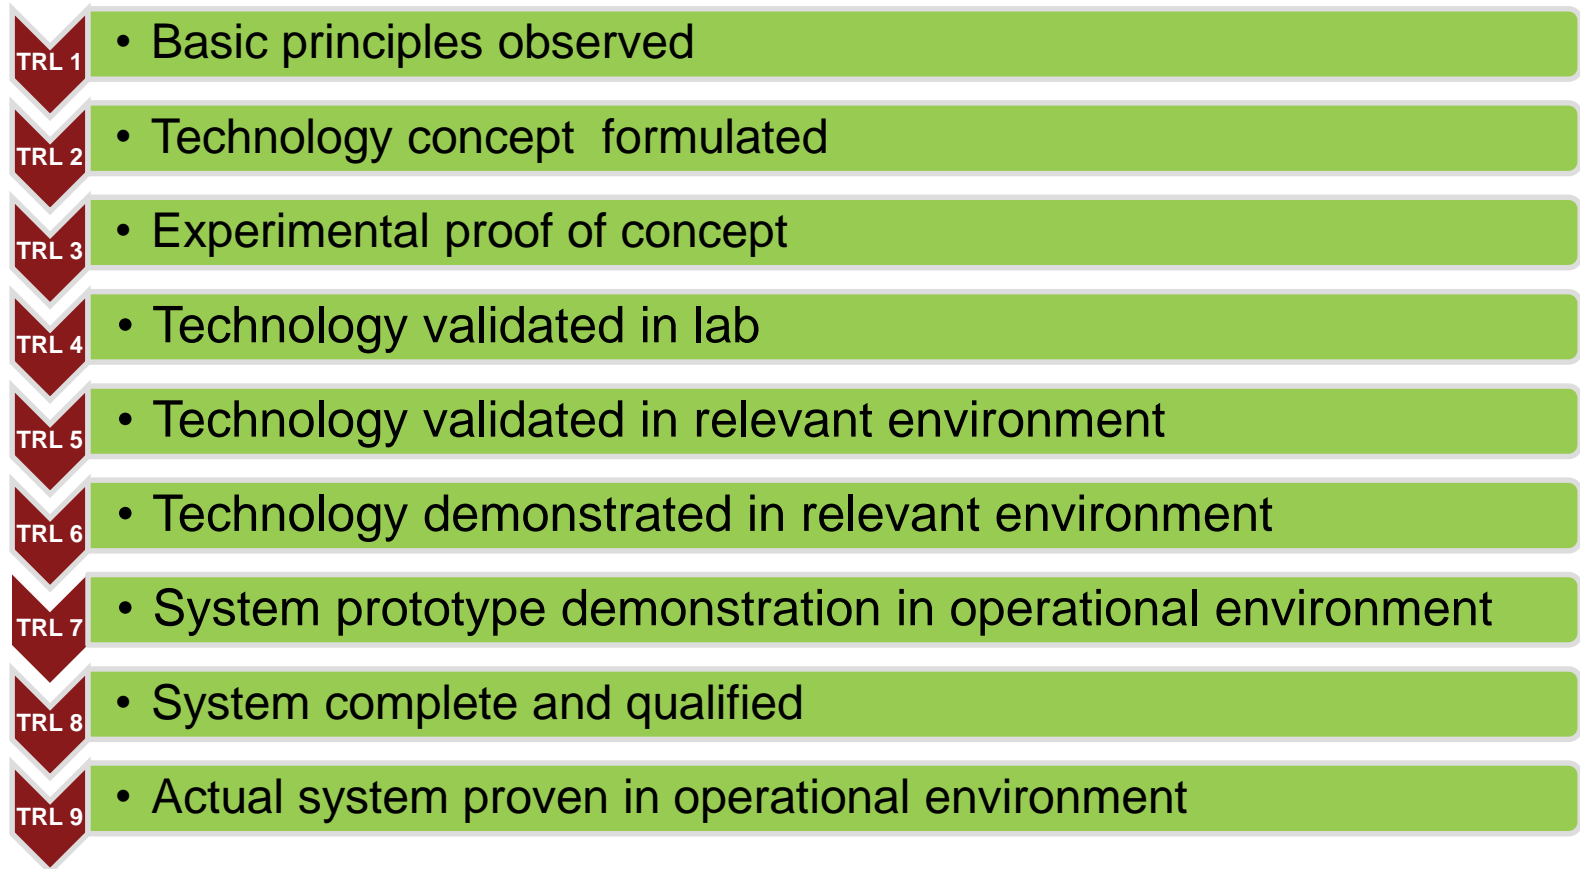 TRL 1 • Basic principles observed
TRL 2 • Technology concept  formulated
TRL 3 • Experimental proof of concept
TRL 4 • Technology validated in lab
TRL 5 • Technology validated in relevant environment
TRL 6 • Technology demonstrated in relevant environment
TRL 7 • System prototype demonstration in operational environment
TRL 8 • System complete and qualified
TRL 9 • Actual system proven in operational environment